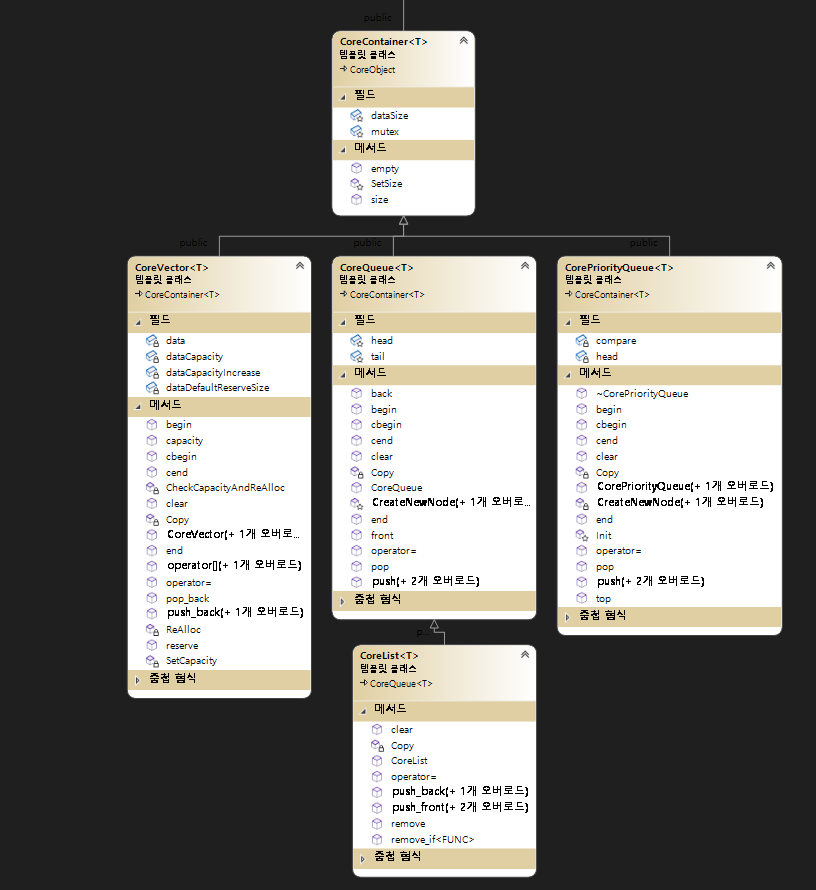 public
CoreContainer<T>
템플릿 클래스
CoreObject
필드
dataSize
mutex
메서드
empty
SetSize
size
public
public
public
CoreVector<T>
템플릿 클래스
CoreContainer<T>
필드
data
dataCapacity
dataCapacityIncrease
dataDefaultReserveSize
메서드
begin
capacity
cbegin
cend
CheckCapacityAndReAlloc
clear
Copy
CoreVector(+ 1개 오버로...
end
operator[](+ 1개 오버로드)
operator=
pop_back
push_back(+ 1개 오버로드)
ReAlloc
reserve
SetCapacity
중첩 형식
CoreQueue<T>
템플릿 클래스
CoreContainer<T>
필드
head
tail
메서드
back
begin
cbegin
cend
clear
Copy
CoreQueue
CreateNewNode(+ 1개 오버로...
end
front
operator=
pop
push(+ 2개 오버로드)
중첩 형식
CorePriorityQueue<T>
템플릿 클래스
CoreContainer<T>
필드
compare
head
메서드
~CorePriorityQueue
begin
cbegin
cend
clear
Copy
CorePriorityQueue(+ 1개 오버로드)
CreateNewNode(+ 1개 오버로드)
end
Init
operator=
pop
push(+ 2개 오버로드)
top
중첩 형식
p...
CoreList<T>
템플릿 클래스
CoreQueue<T>
메서드
clear
Copy
CoreList
operator=
push_back(+ 1개 오버로드)
push_front(+ 2개 오버로드)
remove
remove_if<FUNC>
중첩 형식